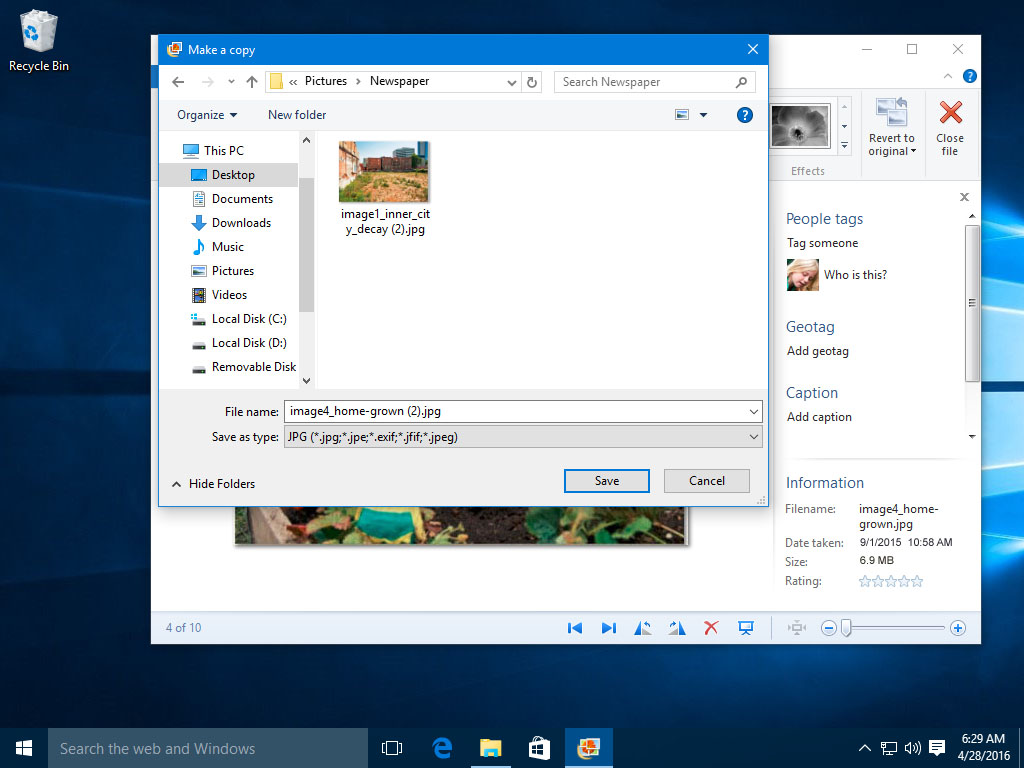 Recycle Bin
Make a copy
« Pictures > Newspaper
Search Newspaper
Organize
New folder
This PC
Desktop
Documents
Downloads
Music
Pictures
Videos
Local Disk (C:)
Local Disk (D:)
Removable Disk
image1_inner_cit
y_decay (2).jpg
File name: image4_home-grown (2).jpg
Save as type: JPG (*.jpg;*.jpe;*.exif;*.jfif;*.jpeg)
Hide Folders
Save
Cancel
Revert to
original
Close
file
Effects
People tags
Tag someone
Who is this?
Geotag
Add geotag
Caption
Add caption
Information
Filename: image4_home-
grown.jpg
Date taken: 9/1/2015 10:58 AM
Size: 6.9 MB
Rating:
4 of 10
Search the web and Windows
6:29 AM
4/28/2016